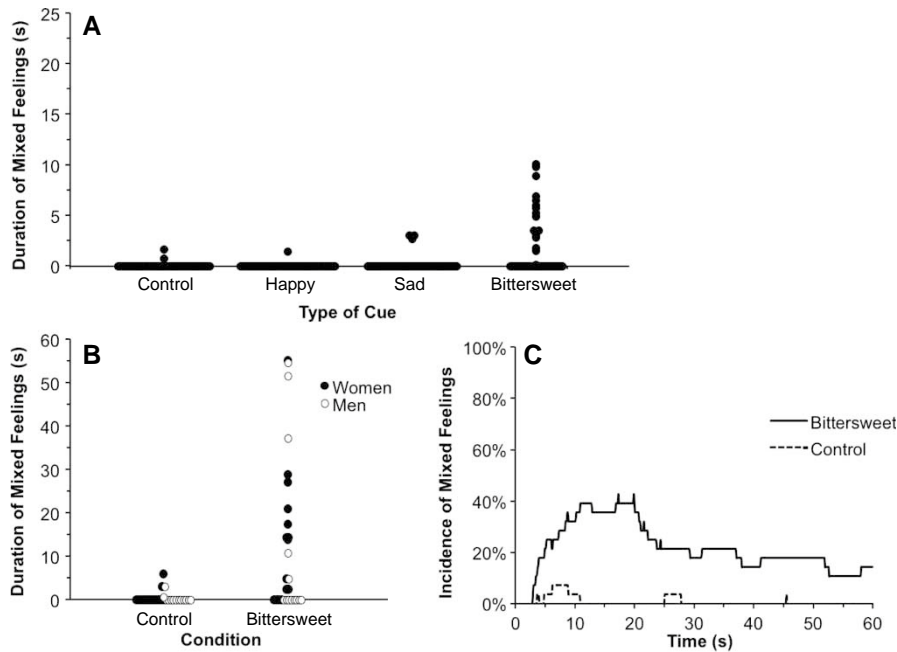 A
Duration of Mixed Feelings (s)
25
20
15
10
5
0
Control Happy Sad Bittersweet
Type of Cue
B
Duration of Mixed Feelings (s)
60
50
40
30
20
10
0
Women
Men
Control Bittersweet
Condition
C
Incidence of Mixed Feelings
100%
80%
60%
40%
20%
0%
Bittersweet
Control
0 10 20 30 40 50 60
Time (s)